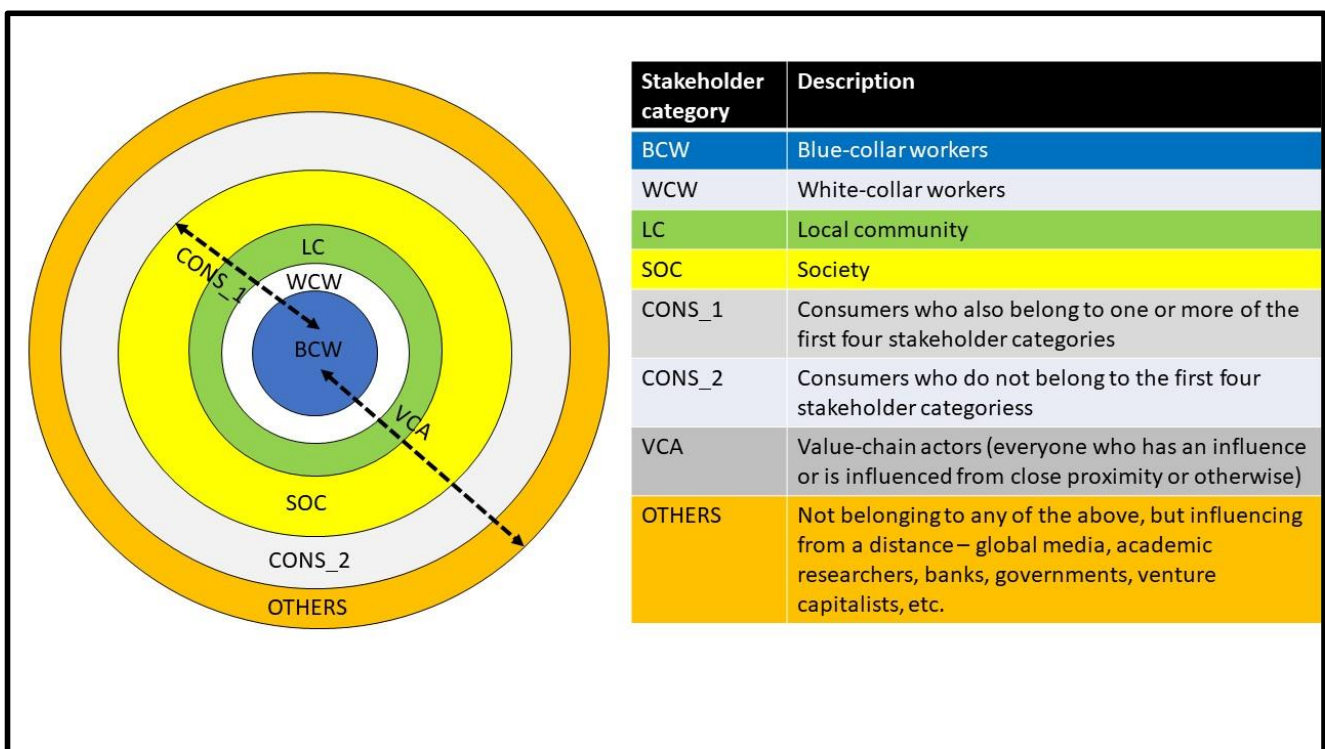 LC
CONS_1
WCW
BCW
VCA
SOC
CONS_2
OTHERS
Stakeholder category
Description
BCW
Blue-collar workers
WCW
White-collar workers
LC
Local community
SOC
Society
CONS_1
Consumers who also belong to one or more of the
first four stakeholder categories
CONS_2
Consumers who do not belong to the first four
stakeholder categoriess
VCA
Value-chain actors (everyone who has an influence
or is influenced from close proximity or otherwise)
OTHERS
Not belonging to any of the above, but influencing
from a distance – global media, academic
researchers, banks, governments, venture
capitalists, etc.